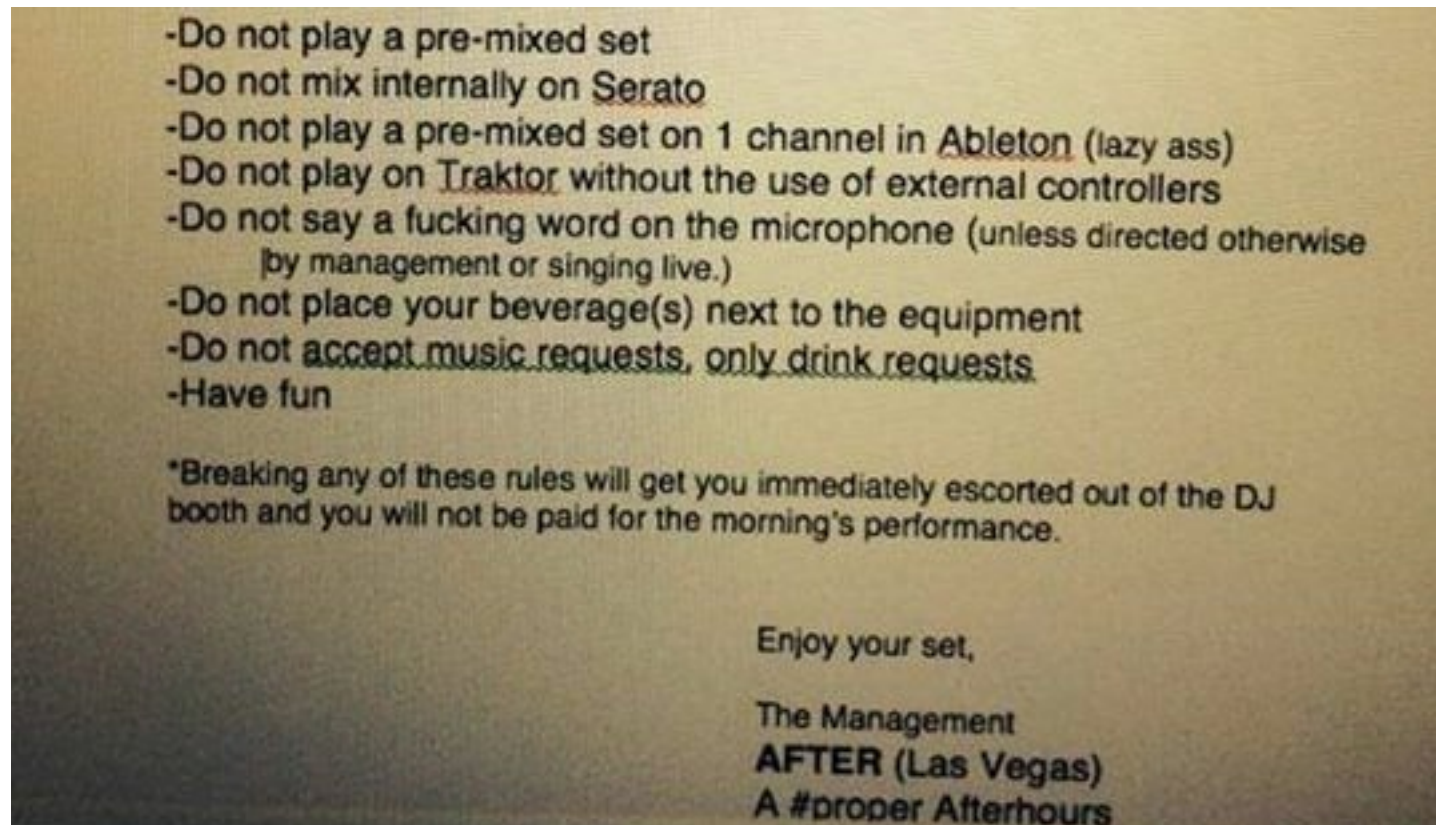 -Do not play a pre-mixed set
-Do not mix internally on Serato
-Do not play a pre-mixed set on 1 channel in Ableton (lazy ass)
-Do not play on Traktor without the use of external controllers
-Do not say a fucking word on the microphone (unless directed otherwise
by management or singing live.)
-Do not place your beverage(s) next to the equipment
-Do not accept music requests, only drink requests
-Have fun
*Breaking any of these rules will get you immediately escorted out of the DJ
booth and you will not be paid for the morning's performance.
Enjoy your set,
The Management
AFTER (Las Vegas)
A #proper Afterhours